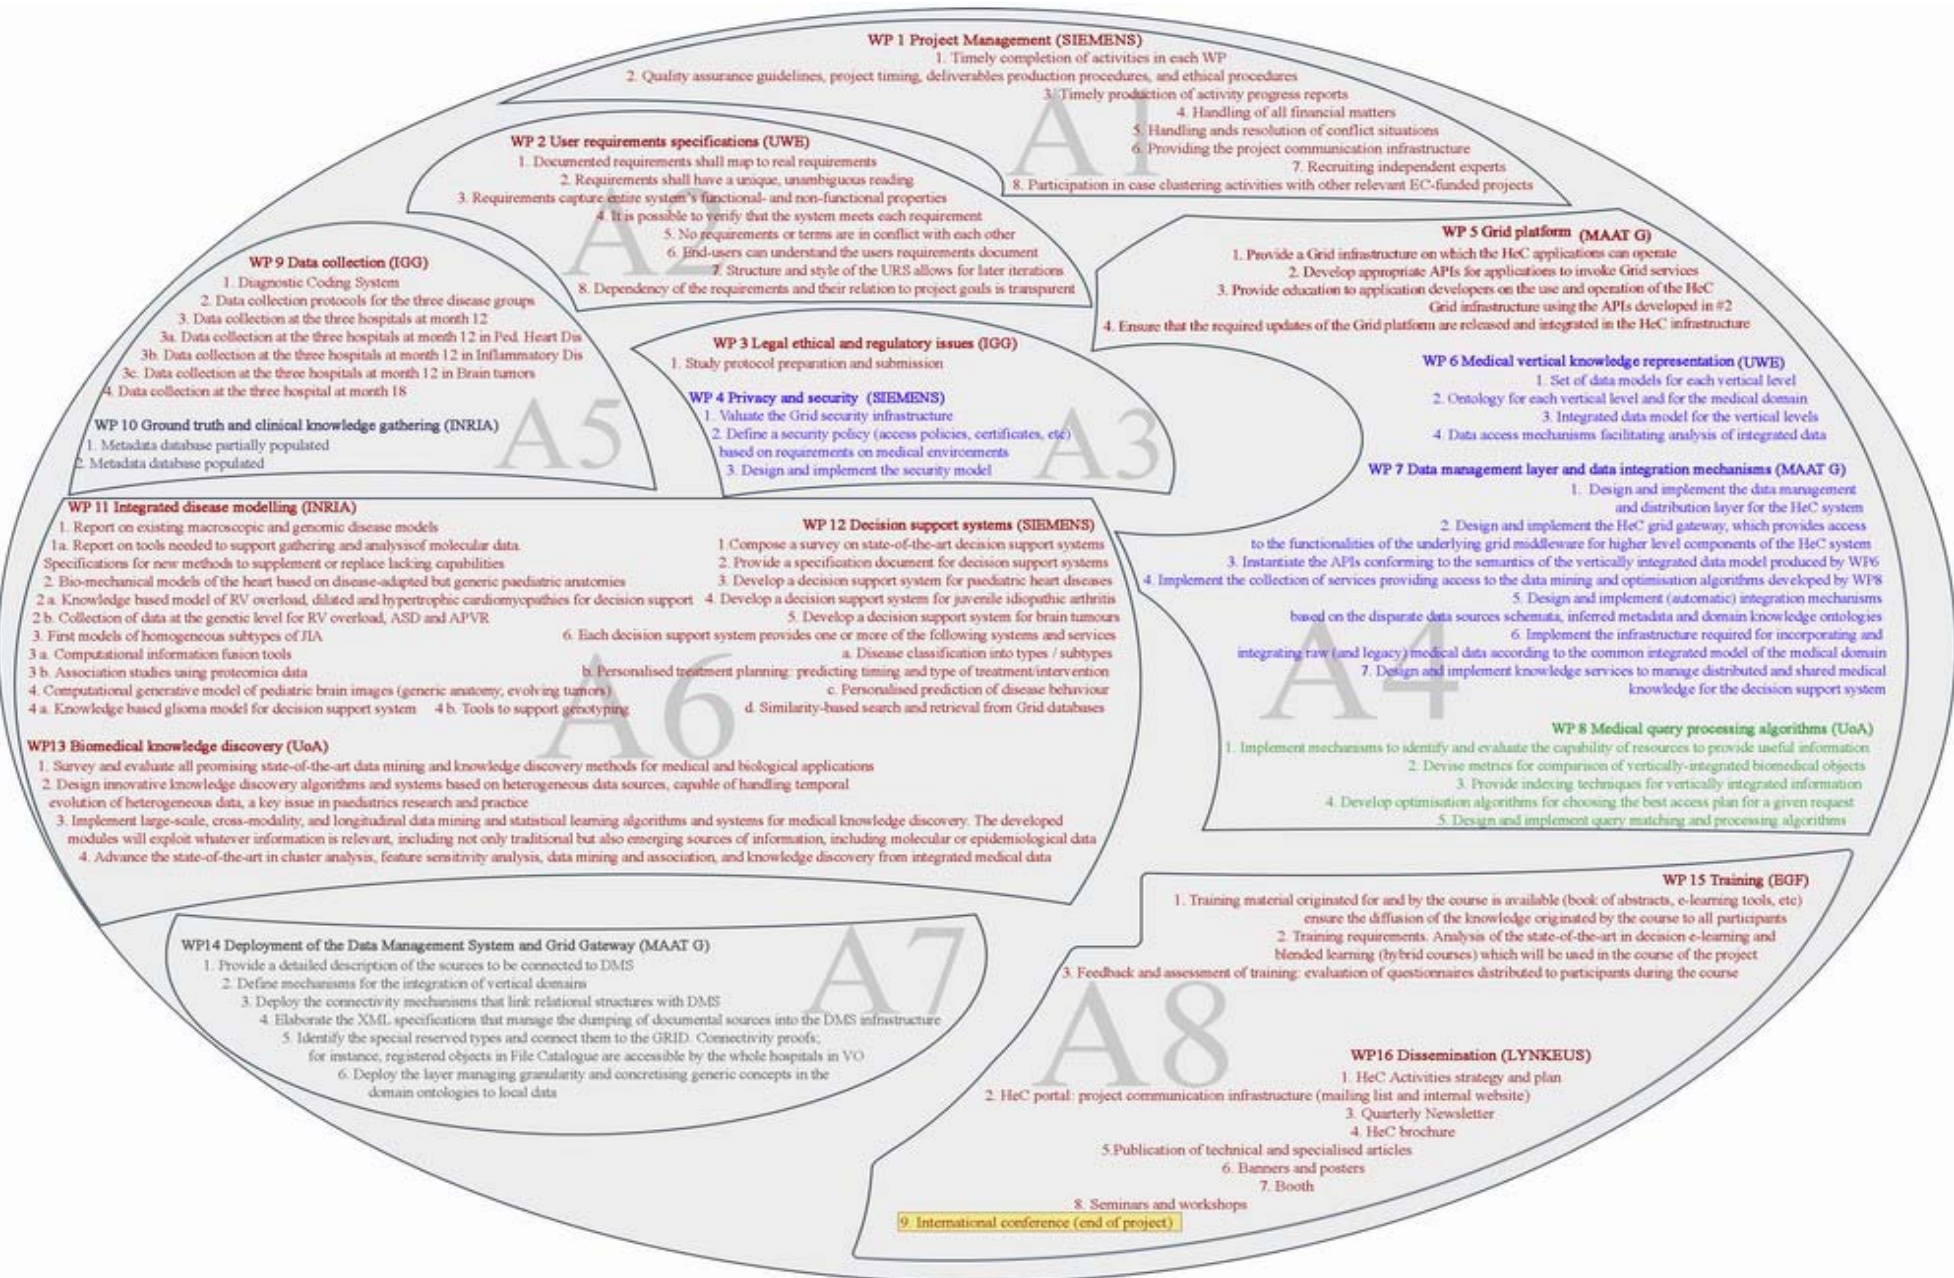 WP 1 Project Management (SIEMENS)
1. Timely completion of activities in each WP
2. Quality assurance guidelines, project timing, deliverables production procedures, and ethical procedures
3. Timely production of activity progress reports
4. Handling of all financial matters
5. Handling ands resolution of conflict situations
6. Providing the project communication infrastructure
7. Recruiting independent experts
8. Participation in case clustering activities with other relevant EC-funded projects
A1
WP 2 User requirements specifications (UWE)
1. Documented requirements shall map to real requirements
2. Requirements shall have a unique, unambiguous reading
3. Requirements capture entire system's functional- and non-functional properties
4. It is possible to verify that the system meets each requirement
5. No requirements or terms are in conflict with each other
6. End-users can understand the users requirements document
7. Structure and style of the URS allows for later iterations
8. Dependency of the requirements and their relation to project goals is transparent
A2
WP 9 Data collection (IGG)
1. Diagnostic Coding System
2. Data collection protocols for the three disease groups
3. Data collection at the three hospitals at month 12
3a. Data collection at the three hospitals at month 12 in Ped. Heart Dis
3b. Data collection at the three hospitals at month 12 in Inflammatory Dis
3c. Data collection at the three hospitals at month 12 in Brain tumors
4. Data collection at the three hospital at month 18
WP 10 Ground truth and clinical knowledge gathering (INRIA)
1. Metadata database partially populated
2. Metadata database populated
A5
WP 3 Legal ethical and regulatory issues (IGG)
1. Study protocol preparation and submission
WP 4 Privacy and security (SIEMENS)
1. Valuate the Grid security infrastructure
2. Define a security policy (access policies, certificates, etc)
based on requirements on medical environments
3. Design and implement the security model
A3
WP 5 Grid platform (MAAT G)
1. Provide a Grid infrastructure on which the HeC applications can operate
2. Develop appropriate APIs for applications to invoke Grid services
3. Provide education to application developers on the use and operation of the HeC
Grid infrastructure using the APIs developed in #2
4. Ensure that the required updates of the Grid platform are released and integrated in the HeC infrastructure
WP 6 Medical vertical knowledge representation (UWE)
1. Set of data models for each vertical level
2. Ontology for each vertical level and for the medical domain
3. Integrated data model for the vertical levels
4. Data access mechanisms facilitating analysis of integrated data
WP 7 Data management layer and data integration mechanisms (MAAT G)
1. Design and implement the data management
and distribution layer for the HeC system
2. Design and implement the HeC grid gateway, which provides access
to the functionalities of the underlying grid middleware for higher level components of the HeC system
3. Instantiate the APIs conforming to the semantics of the vertically integrated data model produced by WP6
4. Implement the collection of services providing access to the data mining and optimisation algorithms developed by WP8
5. Design and implement (automatic) integration mechanisms
based on the disparate data sources schemata, inferred metadata and domain knowledge ontologies
6. Implement the infrastructure required for incorporating and
integrating raw (and legacy) medical data according to the common integrated model of the medical domain
7. Design and implement knowledge services to manage distributed and shared medical
knowledge for the decision support system
WP 8 Medical query processing algorithms (UoA)
1. Implement mechanisms to identify and evaluate the capability of resources to provide useful information
2. Devise metrics for comparison of vertically-integrated biomedical objects
3. Provide indexing techniques for vertically integrated information
4. Develop optimisation algorithms for choosing the best access plan for a given request
5. Design and implement query matching and processing algorithms
A4
WP 11 Integrated disease modelling (INRIA)
1. Report on existing macroscopic and genomic disease models
1a. Report on tools needed to support gathering and analysisof molecular data.
Specifications for new methods to supplement or replace lacking capabilities
2. Bio-mechanical models of the heart based on disease-adapted but generic paediatric anatomies
2 a. Knowledge based model of RV overload, dilated and hypertrophic cardiomyopathies for decision support
2 b. Collection of data at the genetic level for RV overload, ASD and APVR
3. First models of homogeneous subtypes of JIA
3 a. Computational information fusion tools
3 b. Association studies using proteomica data
4. Computational generative model of pediatric brain images (generic anatomy, evolving tumors)
4 a. Knowledge based glioma model for decision support system 4 b. Tools to support genotyping
WP 12 Decision support systems (SIEMENS)
1.Compose a survey on state-of-the-art decision support systems
2. Provide a specification document for decision support systems
3. Develop a decision support system for paediatric heart diseases
4. Develop a decision support system for juvenile idiopathic arthritis
5. Develop a decision support system for brain tumours
6. Each decision support system provides one or more of the following systems and services
a. Disease classification into types / subtypes
b. Personalised treatment planning: predicting timing and type of treatment/intervention
c. Personalised prediction of disease behaviour
d. Similarity-based search and retrieval from Grid databases
A6
WP13 Biomedical knowledge discovery (UoA)
1. Survey and evaluate all promising state-of-the-art data mining and knowledge discovery methods for medical and biological applications
2. Design innovative knowledge discovery algorithms and systems based on heterogeneous data sources, capable of handling temporal
evolution of heterogeneous data, a key issue in paediatrics research and practice
3. Implement large-scale, cross-modality, and longitudinal data mining and statistical learning algorithms and systems for medical knowledge discovery. The developed
modules will exploit whatever information is relevant, including not only traditional but also emerging sources of information, including molecular or epidemiological data
4. Advance the state-of-the-art in cluster analysis, feature sensitivity analysis, data mining and association, and knowledge discovery from integrated medical data
WP14 Deployment of the Data Management System and Grid Gateway (MAAT G)
1. Provide a detailed description of the sources to be connected to DMS
2. Define mechanisms for the integration of vertical domains
3. Deploy the connectivity mechanisms that link relational structures with DMS
4. Elaborate the XML specifications that manage the dumping of documental sources into the DMS infrastructure
5. Identify the special reserved types and connect them to the GRID. Connectivity proofs;
for instance, registered objects in File Catalogue are accessible by the whole hospitals in VO
6. Deploy the layer managing granularity and concretising generic concepts in the
domain ontologies to local data
A7
WP 15 Training (EGF)
1. Training material originated for and by the course is available (book of abstracts, e-learning tools, etc)
ensure the diffusion of the knowledge originated by the course to all participants
2. Training requirements. Analysis of the state-of-the-art in decision e-learning and
blended learning (hybrid courses) which will be used in the course of the project
3. Feedback and assessment of training: evaluation of questionnaires distributed to participants during the course
A8
WP16 Dissemination (LYNKEUS)
1. HeC Activities strategy and plan
2. HeC portal: project communication infrastructure (mailing list and internal website)
3. Quarterly Newsletter
4. HeC brochure
5.Publication of technical and specialised articles
6. Banners and posters
7. Booth
8. Seminars and workshops
9. International conference (end of project)